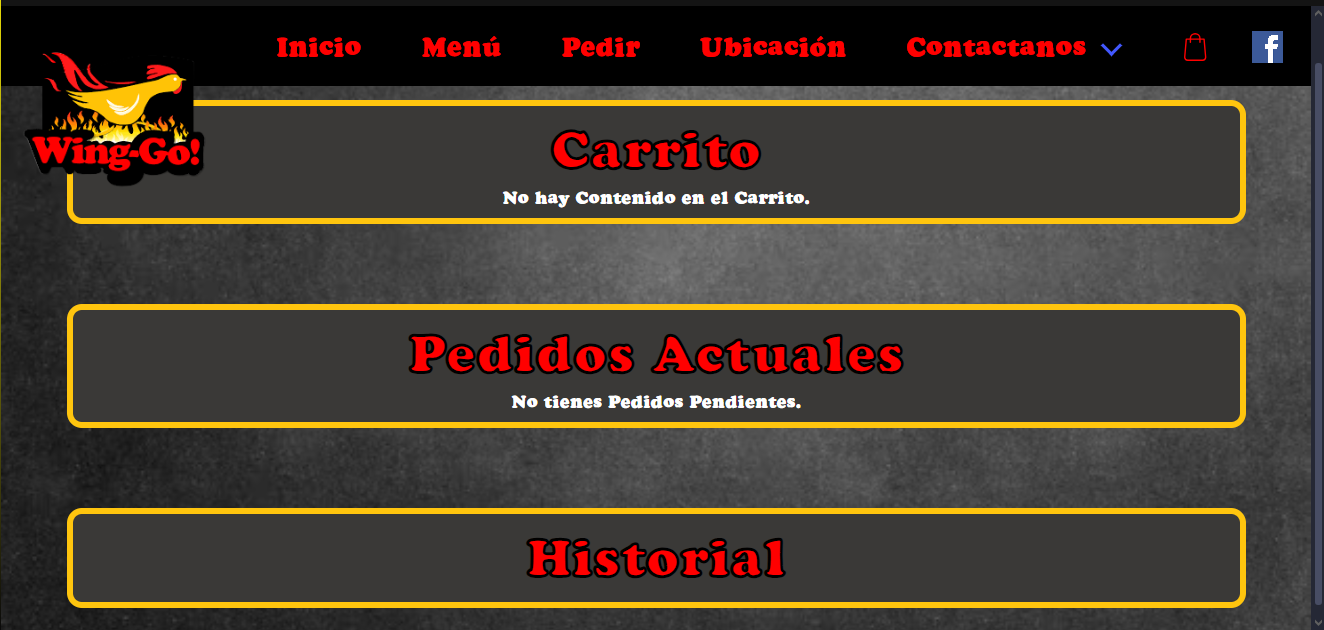 Inicio Menú Pedir Ubicación Contactanos
f
Wing-Go!
Carrito
No hay Contenido en el Carrito.
Pedidos Actuales
No tienes Pedidos Pendientes.
Historial